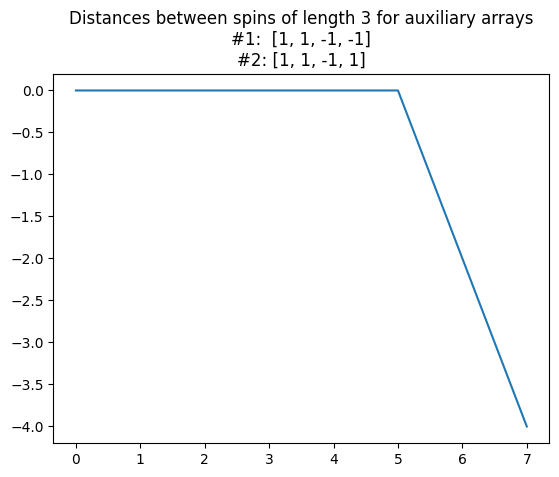 Distances between spins of length 3 for auxiliary arrays
#1:  [1, 1, -1, -1]
#2: [1, 1, -1, 1]
0.0
-0.5
-1.0
-1.5
-2.0
-2.5
-3.0
-3.5
-4.0
0 1 2 3 4 5 6 7